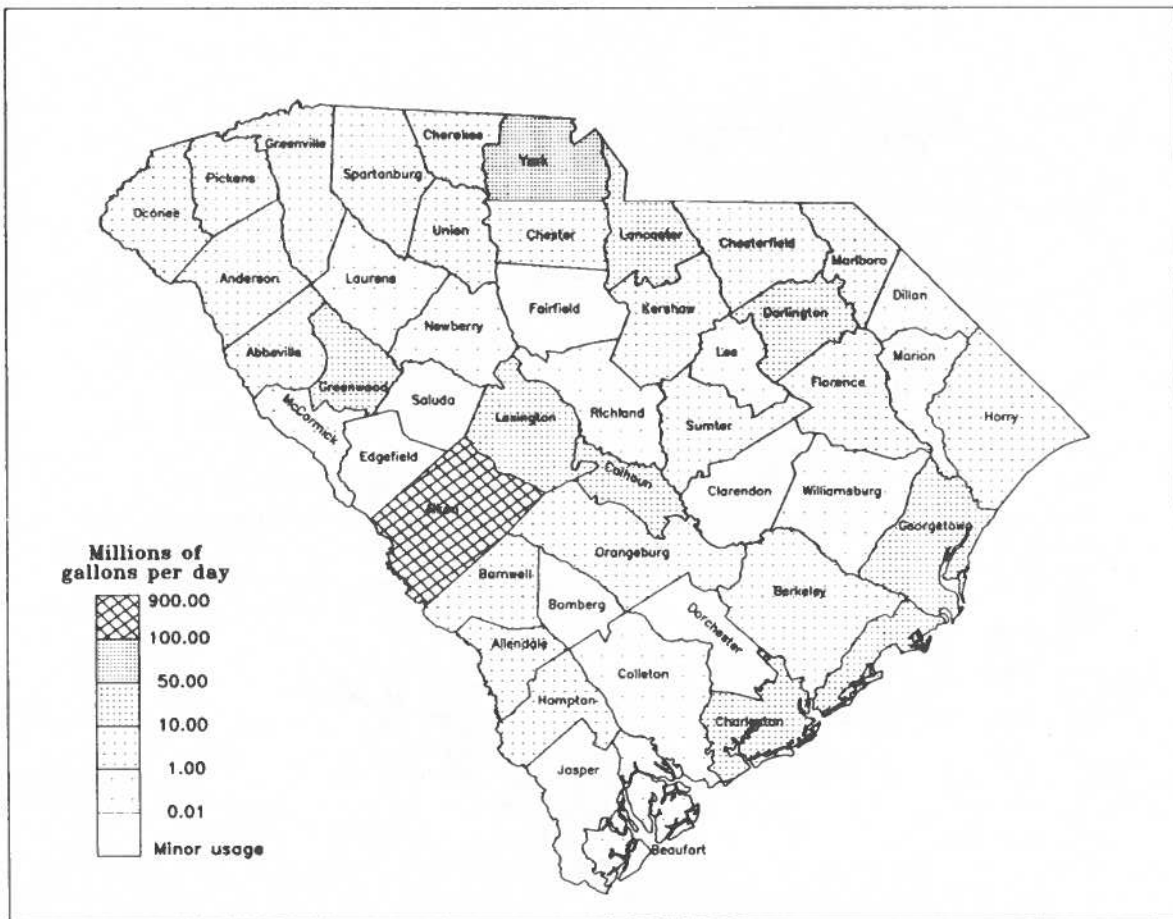 Cherokee
York
Greenville
Spartanburg
Pickens
Oconee
Union
Chester
Lancaster
Chesterfield
Marlboro
Anderson
Laurens
Dillon
Fairfield
Kershaw
Darlington
Newberry
Lee
Abbeville
Marion
Greenwood
Florence
Saluda
McCormick
Lexington
Richland
Sumter
Horry
Edgefield
Calhoun
Clarendon
Williamsburg
Aiken
Georgetown
Orangeburg
Barnwell
Bamberg
Berkeley
Dorchester
Allendale
Colleton
Hampton
Charleston
Jasper
Beaufort
Millions of
gallons per day
900.00
100.00
50.00
10.00
1.00
0.01
Minor usage